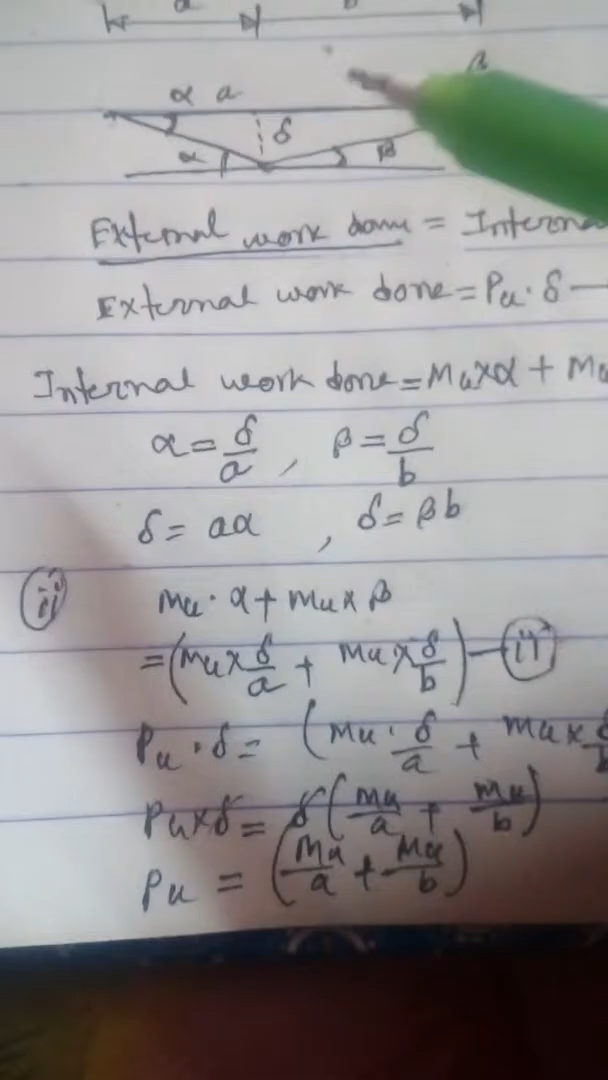 α a
δ
α β
External work done = Interna
External work done = Pu · δ —
Internal work done = Mu×α + Mu
α = δ/a , β = δ/b
δ = aα , δ = βb
(ii) Mu · α + Mu × β
= (Mu × δ/a + Mu × δ/b) — (ii)
Pu · δ = (Mu · δ/a + Mu × δ/b
Pu × δ = δ (Mu/a + Mu/b)
Pu = (Mu/a + Mu/b)